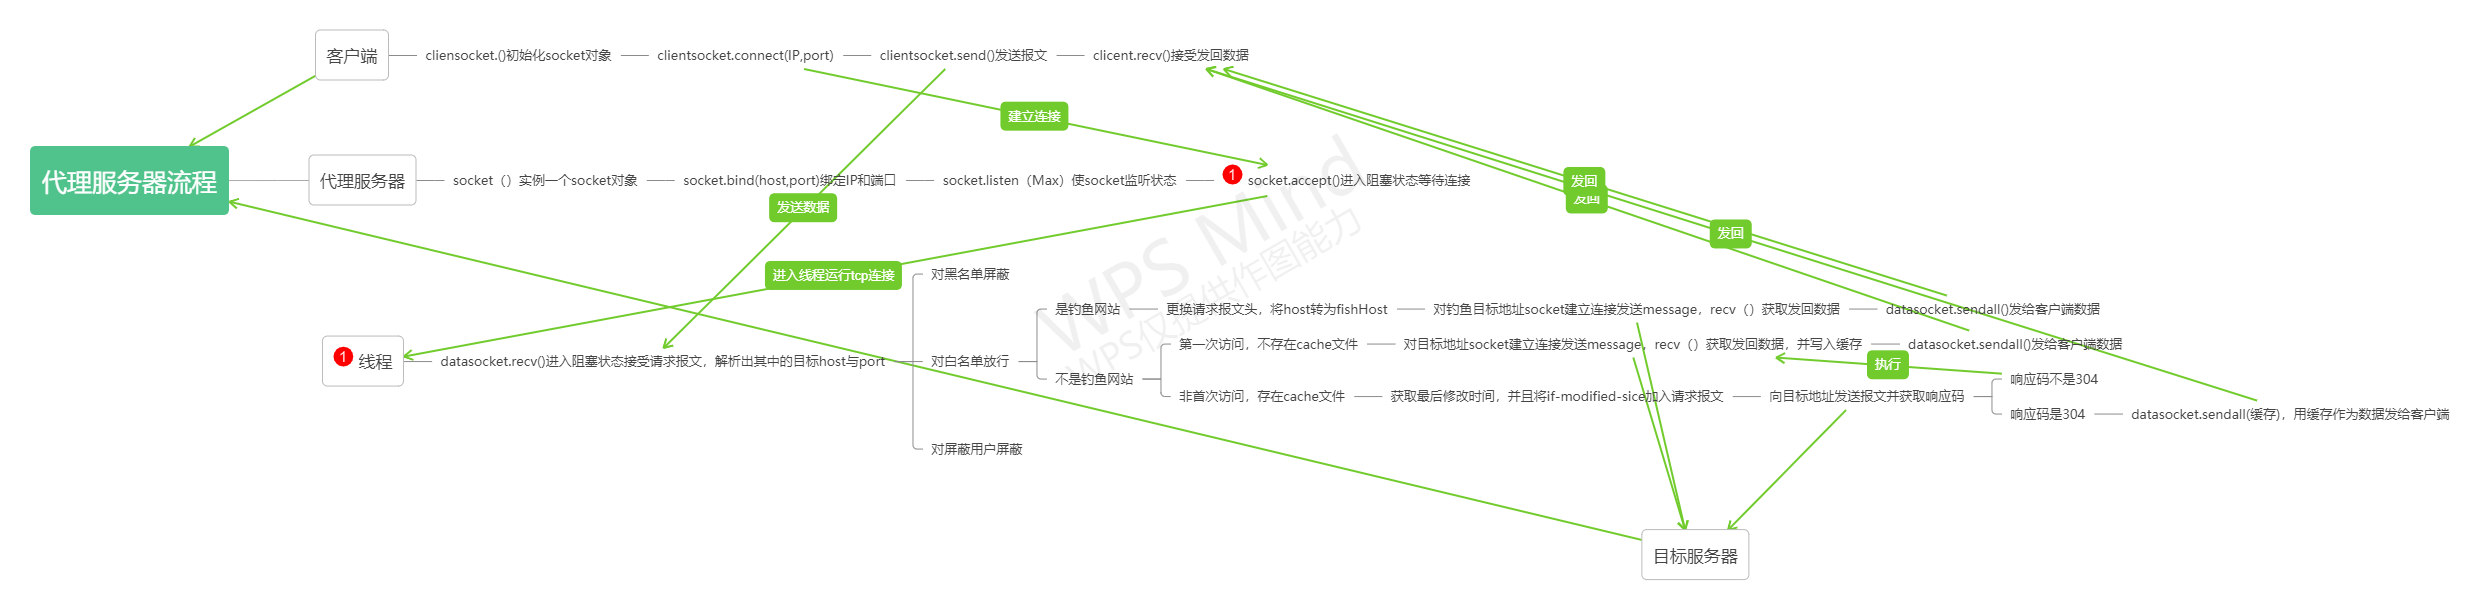 客户端
cliensocket.()初始化socket对象
clientsocket.connect(IP,port)
clientsocket.send()发送报文
clicent.recv()接受发回数据
建立连接
代理服务器流程
代理服务器
socket（）实例一个socket对象
socket.bind(host,port)绑定IP和端口
socket.listen（Max）使socket监听状态
1
socket.accept()进入阻塞状态等待连接
发回
发回
发送数据
发回
进入线程运行tcp连接
对黑名单屏蔽
WPS Mind
WPS仅提供作图能力
是钓鱼网站
更换请求报文头，将host转为fishHost
对钓鱼目标地址socket建立连接发送message，recv（）获取发回数据
datasocket.sendall()发给客户端数据
第一次访问，不存在cache文件
对目标地址socket建立连接发送message，recv（）获取发回数据，并写入缓存
datasocket.sendall()发给客户端数据
1
线程
datasocket.recv()进入阻塞状态接受请求报文，解析出其中的目标host与port
对白名单放行
执行
不是钓鱼网站
响应码不是304
非首次访问，存在cache文件
获取最后修改时间，并且将if-modified-sice加入请求报文
向目标地址发送报文并获取响应码
响应码是304
datasocket.sendall(缓存)，用缓存作为数据发给客户端
对屏蔽用户屏蔽
目标服务器